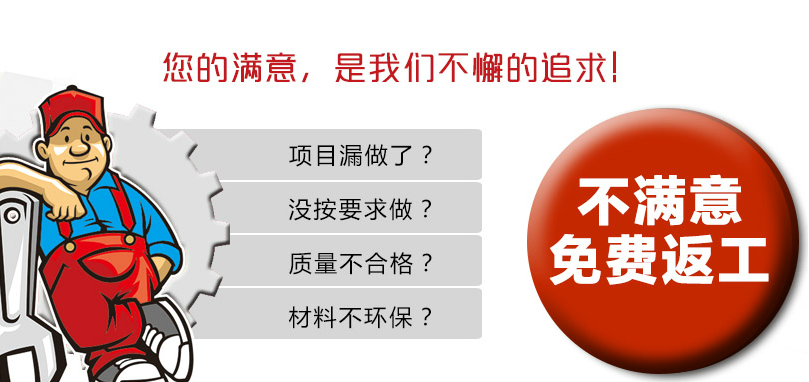 您的满意，是我们不懈的追求！
项目漏做了？
没按要求做？
质量不合格？
材料不环保？
不满意
免费返工